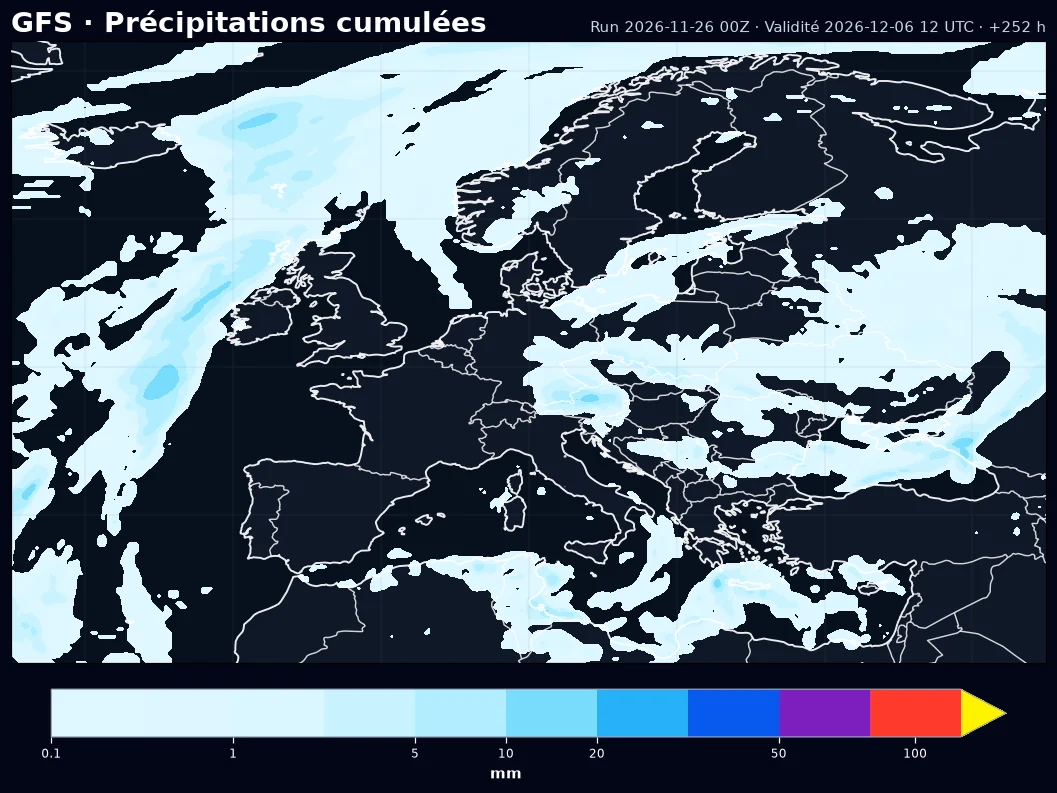 GFS · Précipitations cumulées
Run 2026-11-26 00Z · Validité 2026-12-06 12 UTC · +252 h
0.1 1 5 10 20 50 100
mm